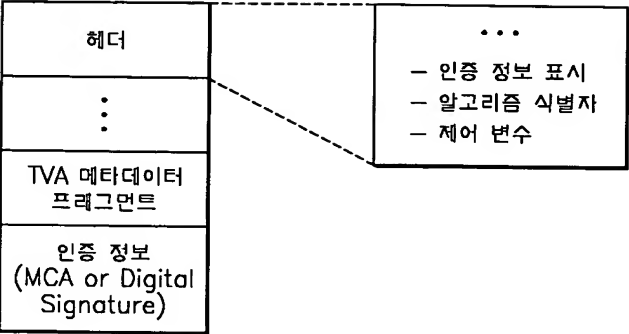 헤더
⋮
TVA 메타데이터
프래그먼트
인증 정보
(MCA or Digital
Signature)
...
– 인증 정보 표시
– 알고리즘 식별자
– 제어 변수